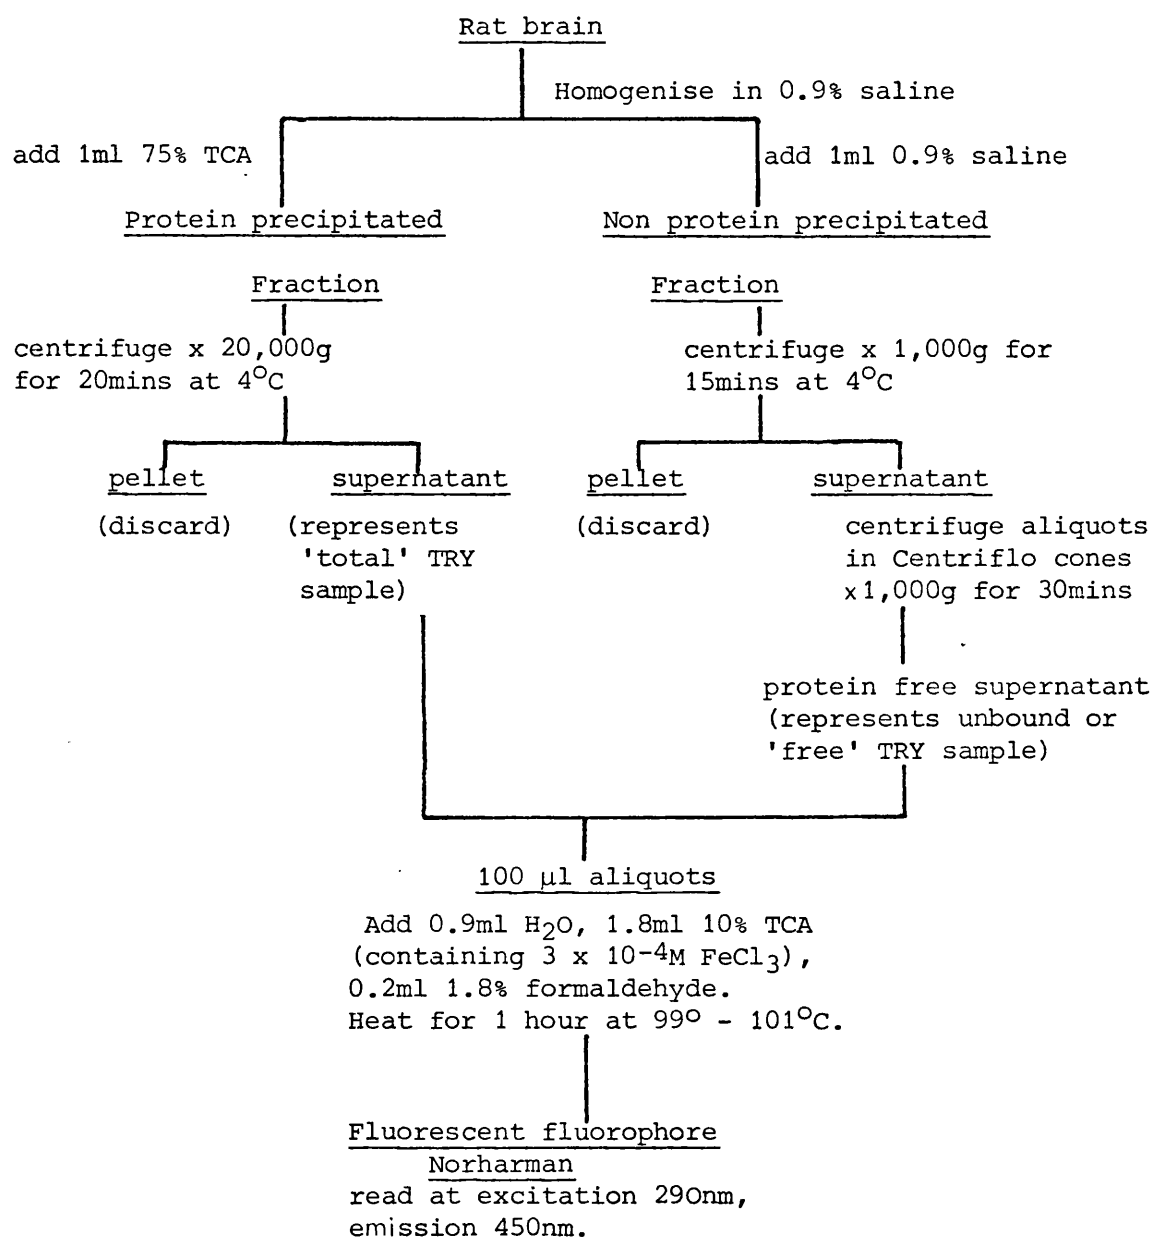 Rat brain
Homogenise in 0.9% saline
add 1ml 75% TCA
add 1ml 0.9% saline
Protein precipitated
Fraction
Non protein precipitated
Fraction
centrifuge x 20,000g
for 20mins at 4°C
centrifuge x 1,000g for
15mins at 4°C
pellet
(discard)
supernatant
(represents
'total' TRY
sample)
pellet
(discard)
supernatant
centrifuge aliquots
in Centriflo cones
x1,000g for 30mins
protein free supernatant
(represents unbound or
'free' TRY sample)
100 µl aliquots
Add 0.9ml H₂O, 1.8ml 10% TCA
(containing 3 x 10⁻⁴M FeCl₃),
0.2ml 1.8% formaldehyde.
Heat for 1 hour at 99° - 101°C.
Fluorescent fluorophore
Norharman
read at excitation 290nm,
emission 450nm.